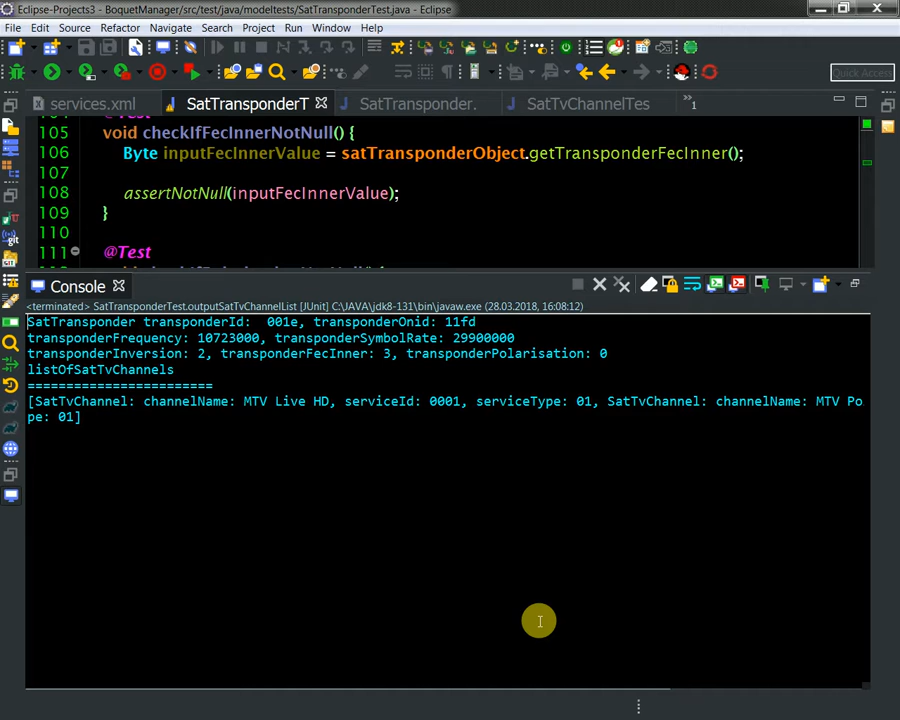 Eclipse-Projects3 - BoquetManager/src/test/java/modeltests/SatTransponderTest.java - Eclipse
File Edit Source Refactor Navigate Search Project Run Window Help
Quick Access
services.xml SatTransponderT SatTransponder. SatTvChannelTes »1
@Test
105 void checkIfFecInnerNotNull() {
106 Byte inputFecInnerValue = satTransponderObject.getTransponderFecInner();
107
108 assertNotNull(inputFecInnerValue);
109 }
110
111 @Test
Console
<terminated> SatTransponderTest.outputSatTvChannelList [JUnit] C:\JAVA\jdk8-131\bin\javaw.exe (28.03.2018, 16:08:12)
SatTransponder transponderId:  001e, transponderOnid: 11fd
transponderFrequency: 10723000, transponderSymbolRate: 29900000
transponderInversion: 2, transponderFecInner: 3, transponderPolarisation: 0
listOfSatTvChannels
=========================
[SatTvChannel: channelName: MTV Live HD, serviceId: 0001, serviceType: 01, SatTvChannel: channelName: MTV Po
pe: 01]